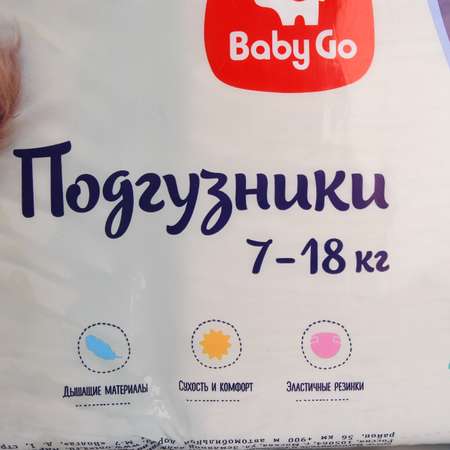 Baby Go
Подгузники
7-18 кг
Дышащие материалы
Сухость и комфорт
Эластичные резинки